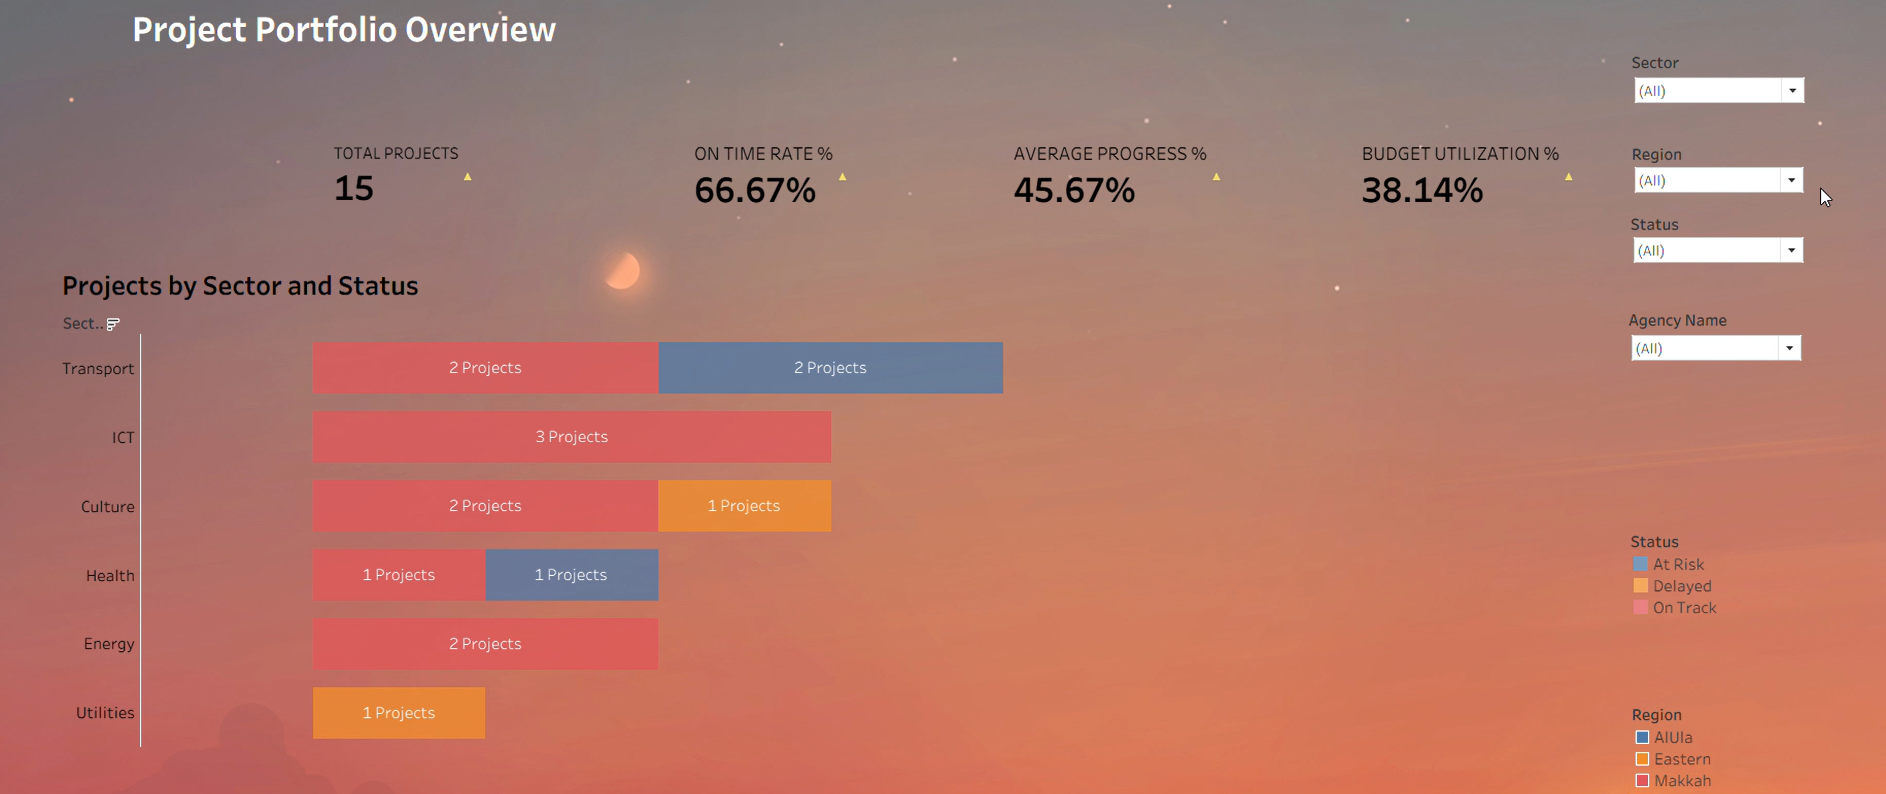 Project Portfolio Overview
Sector
(All)
TOTAL PROJECTS
15
ON TIME RATE %
66.67%
AVERAGE PROGRESS %
45.67%
BUDGET UTILIZATION %
38.14%
Region
(All)
Status
(All)
Agency Name
(All)
Projects by Sector and Status
Sect..
Transport
2 Projects
2 Projects
ICT
3 Projects
Culture
2 Projects
1 Projects
Health
1 Projects
1 Projects
Energy
2 Projects
Utilities
1 Projects
Status
At Risk
Delayed
On Track
Region
AlUla
Eastern
Makkah